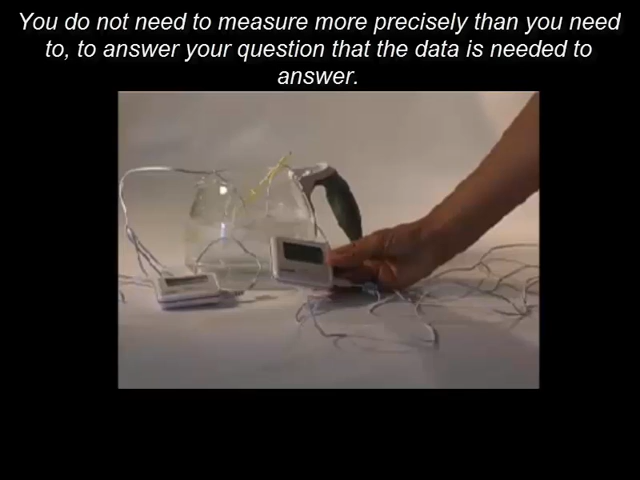 You do not need to measure more precisely than you need
to, to answer your question that the data is needed to
answer.